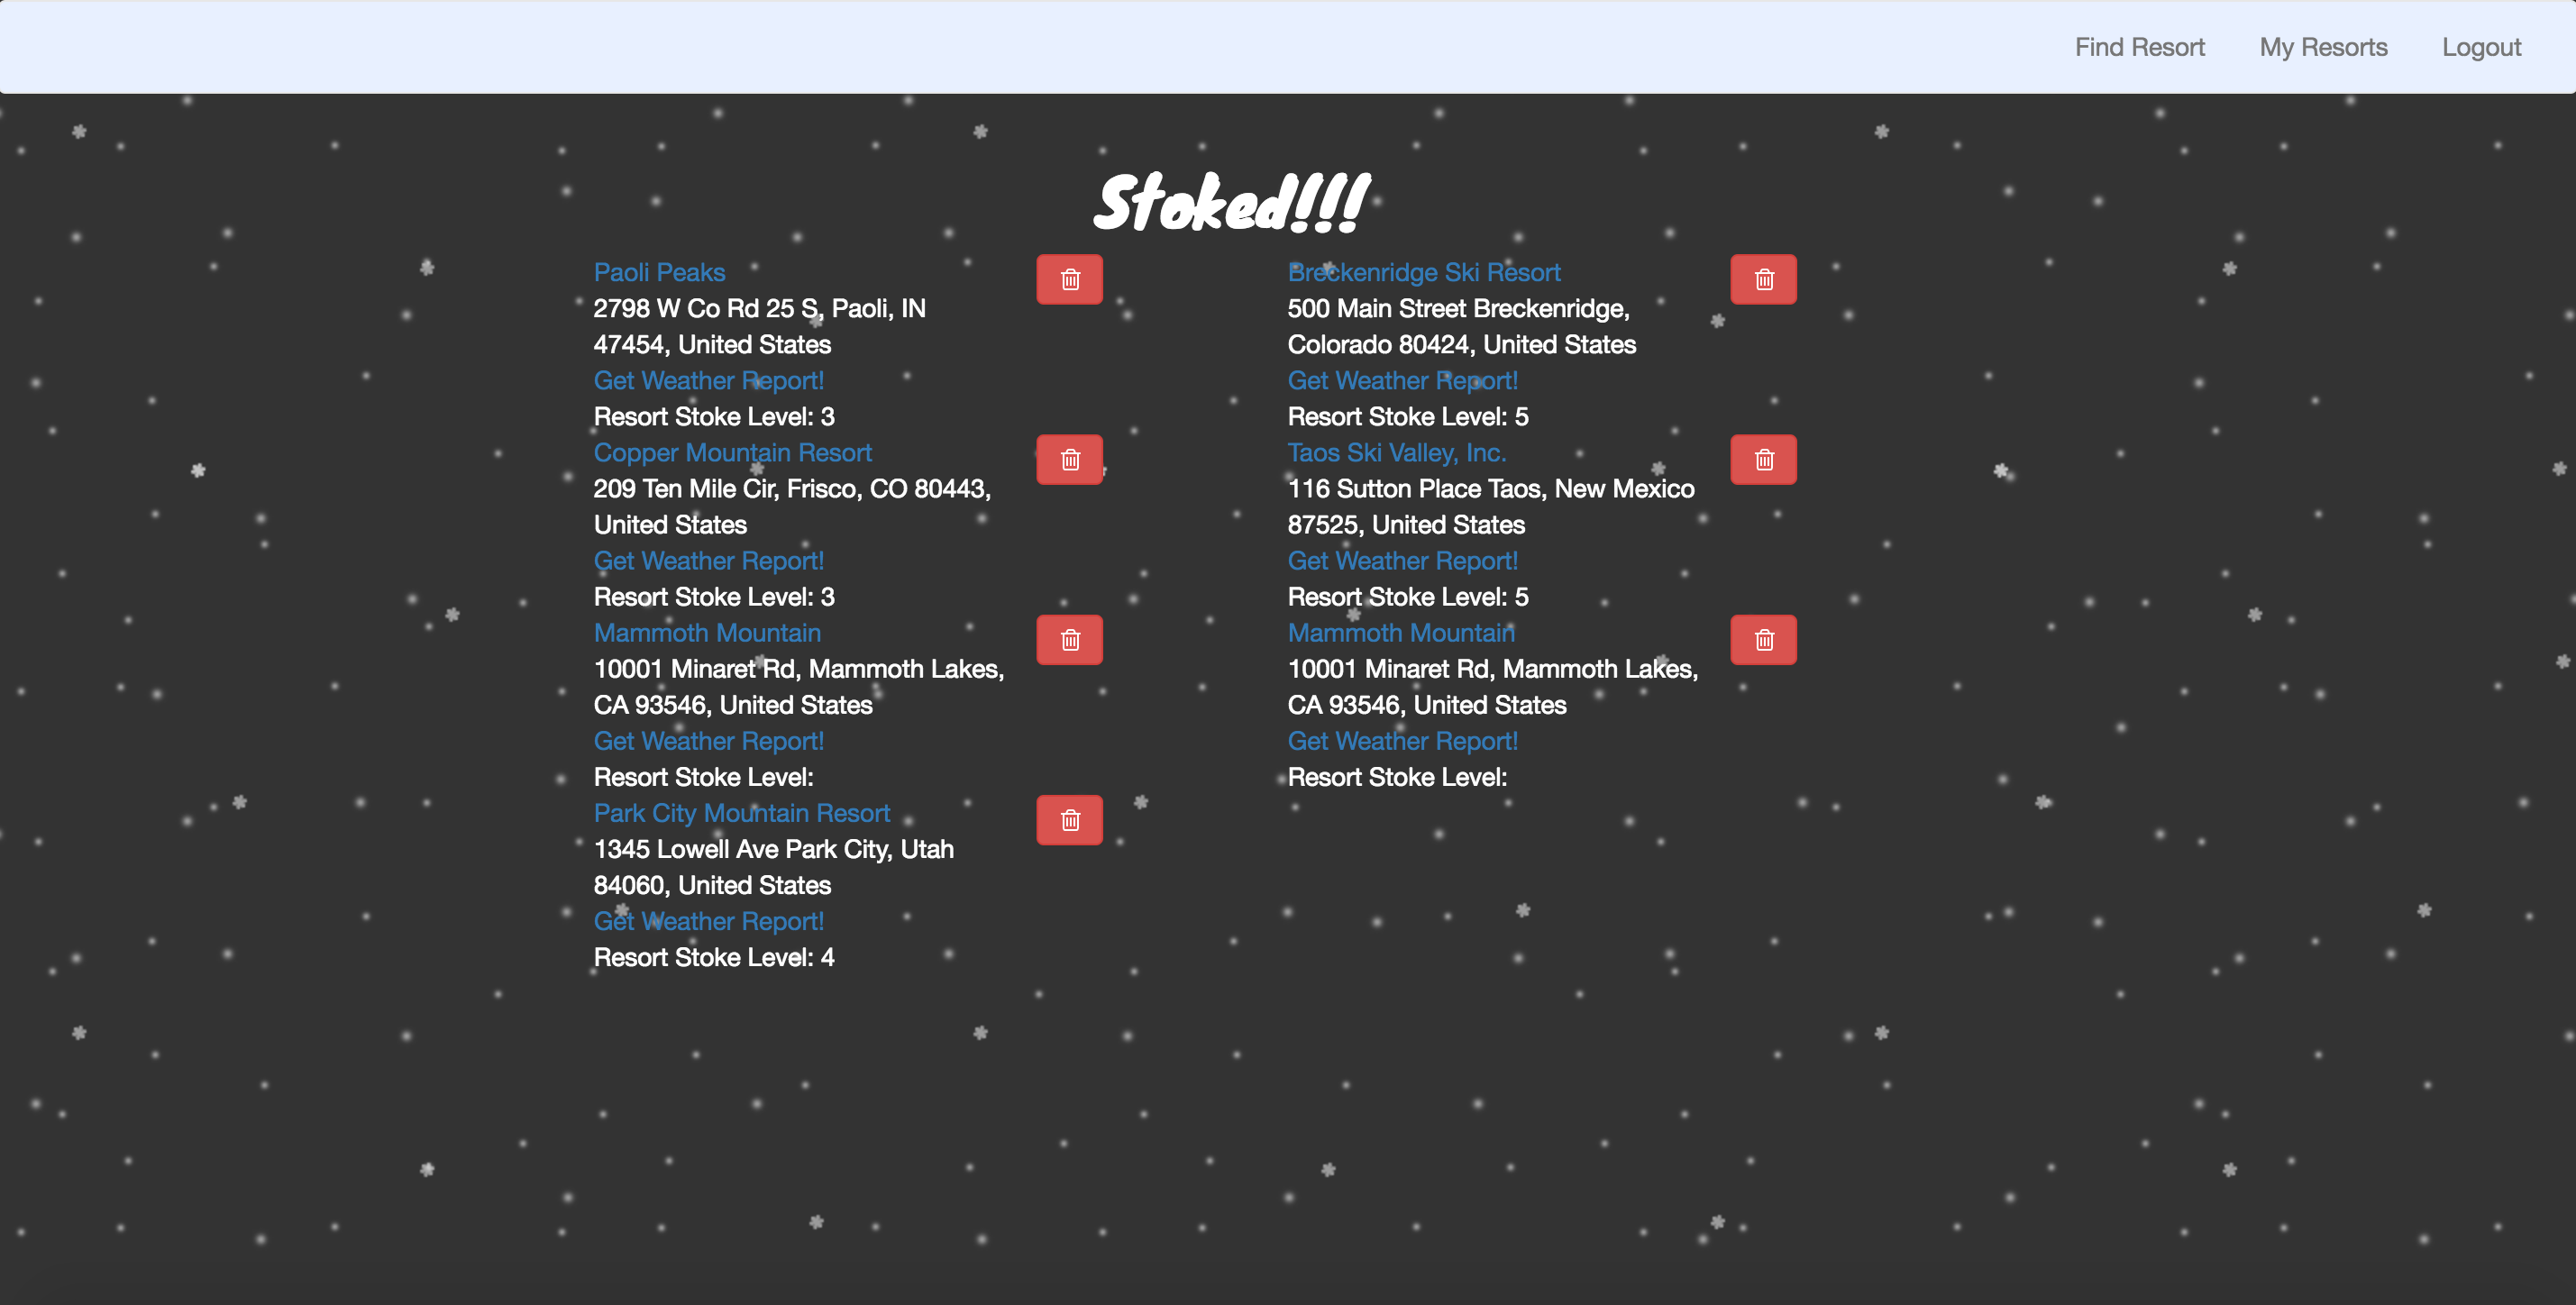 Find Resort My Resorts Logout
Stoked!!!
Paoli Peaks
2798 W Co Rd 25 S, Paoli, IN
47454, United States
Get Weather Report!
Resort Stoke Level: 3
Breckenridge Ski Resort
500 Main Street Breckenridge,
Colorado 80424, United States
Get Weather Report!
Resort Stoke Level: 5
Copper Mountain Resort
209 Ten Mile Cir, Frisco, CO 80443,
United States
Get Weather Report!
Resort Stoke Level: 3
Taos Ski Valley, Inc.
116 Sutton Place Taos, New Mexico
87525, United States
Get Weather Report!
Resort Stoke Level: 5
Mammoth Mountain
10001 Minaret Rd, Mammoth Lakes,
CA 93546, United States
Get Weather Report!
Resort Stoke Level:
Mammoth Mountain
10001 Minaret Rd, Mammoth Lakes,
CA 93546, United States
Get Weather Report!
Resort Stoke Level:
Park City Mountain Resort
1345 Lowell Ave Park City, Utah
84060, United States
Get Weather Report!
Resort Stoke Level: 4